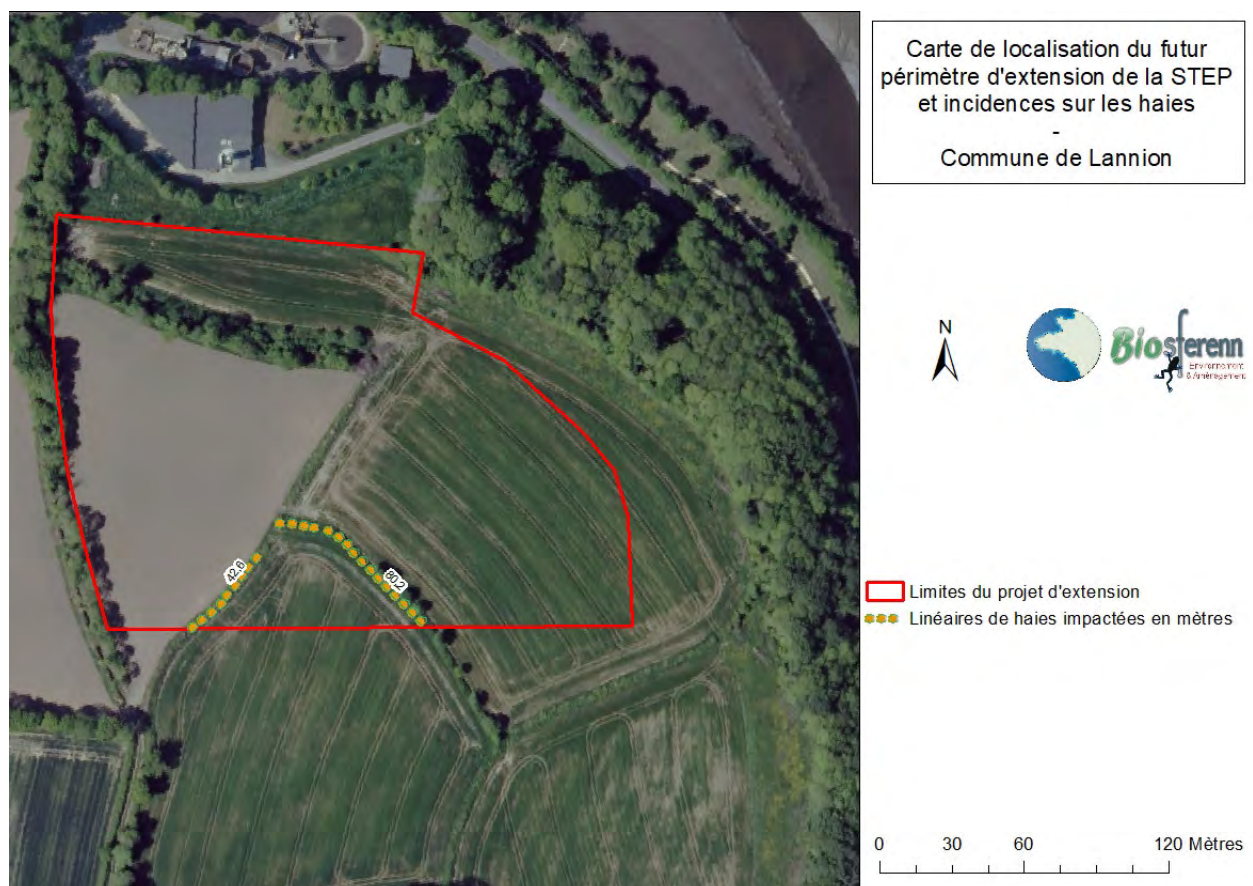 Carte de localisation du futur
périmètre d'extension de la STEP
et incidences sur les haies
-
Commune de Lannion
N
Biosferenn
Environnement
& Aménagement
42,6
80,2
Limites du projet d'extension
Linéaires de haies impactées en mètres
0 30 60 120 Mètres